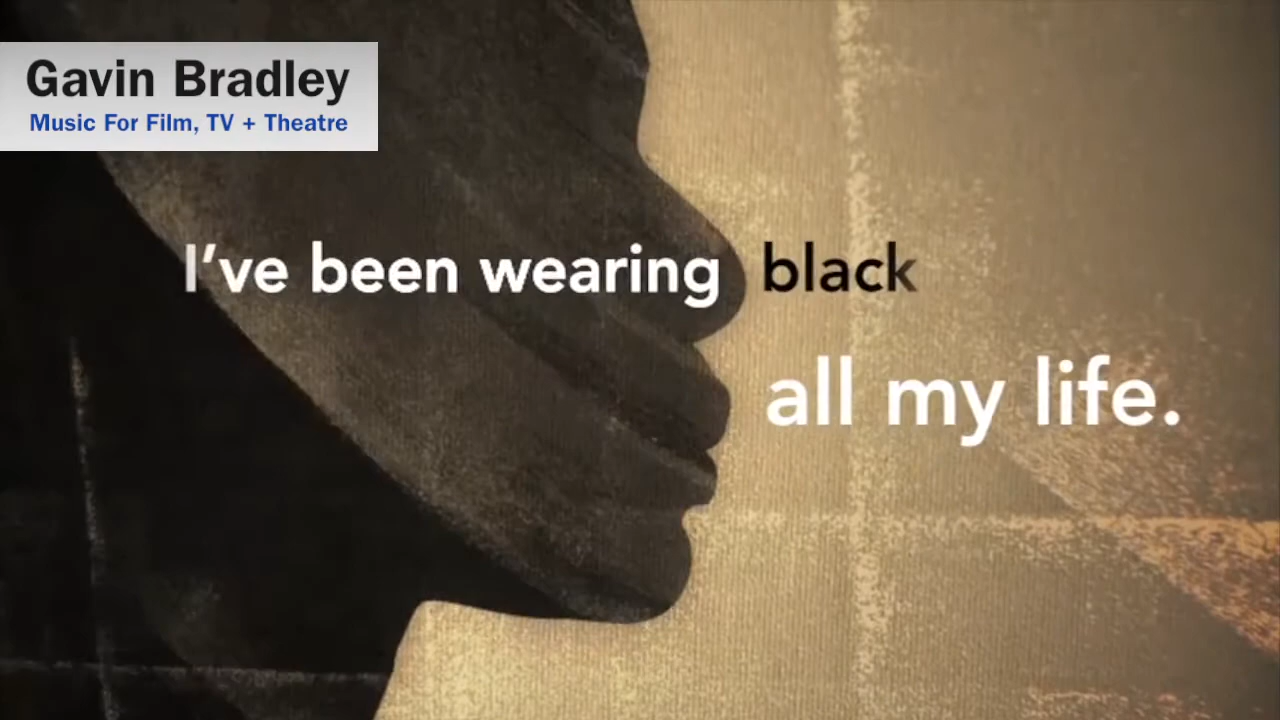 Gavin Bradley
Music For Film, TV + Theatre
I've been wearing black
all my life.